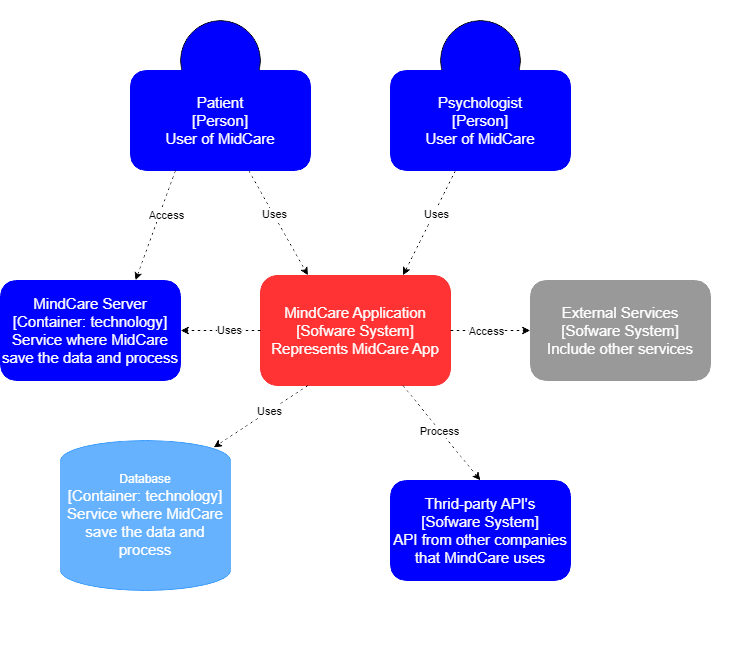 Patient
[Person]
User of MidCare
Psychologist
[Person]
User of MidCare
Access
Uses
Uses
MindCare Server
[Container: technology]
Service where MidCare
save the data and process
Uses
MindCare Application
[Sofware System]
Represents MidCare App
Access
External Services
[Sofware System]
Include other services
Uses
Process
Database
[Container: technology]
Service where MidCare
save the data and
process
Thrid-party API's
[Sofware System]
API from other companies
that MindCare uses